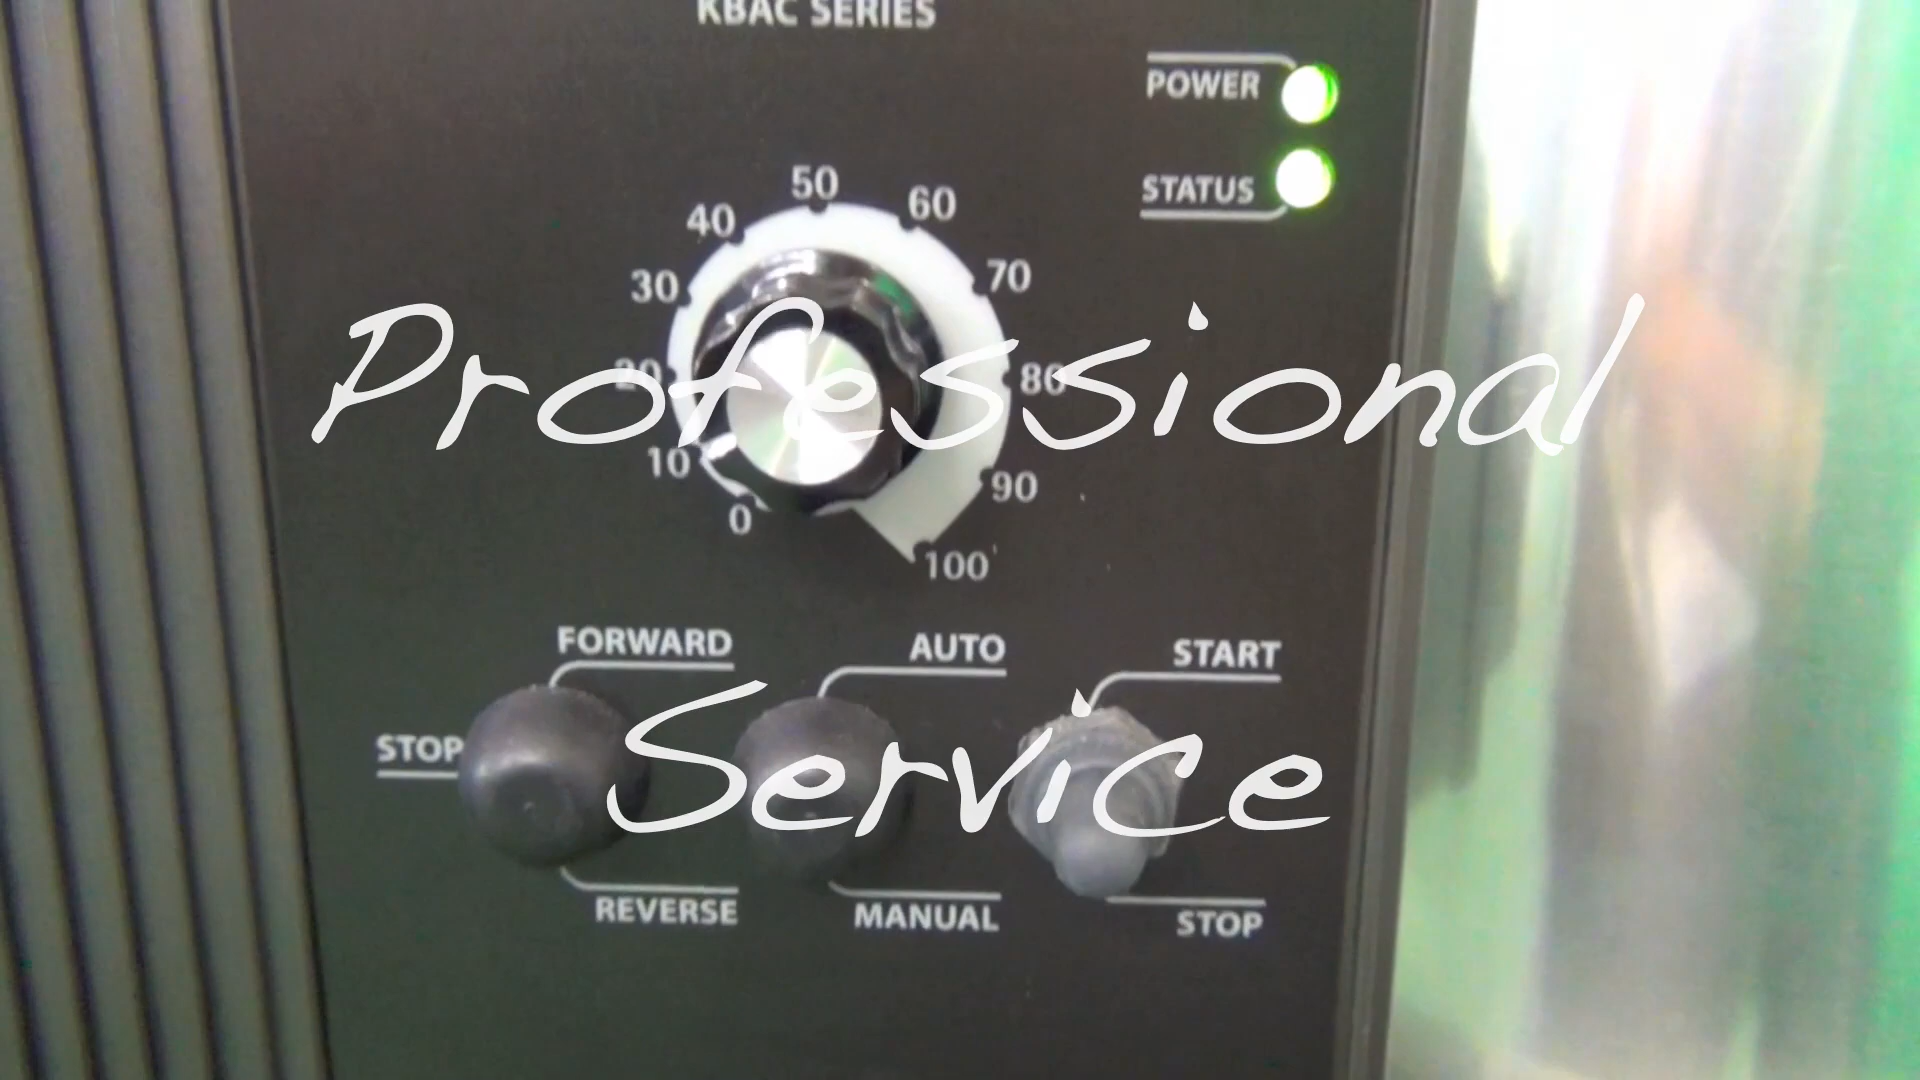 KBAC SERIES
POWER
STATUS
50
40
60
30
70
20
80
10
90
0
100
Professional
Service
FORWARD
AUTO
START
STOP
REVERSE
MANUAL
STOP